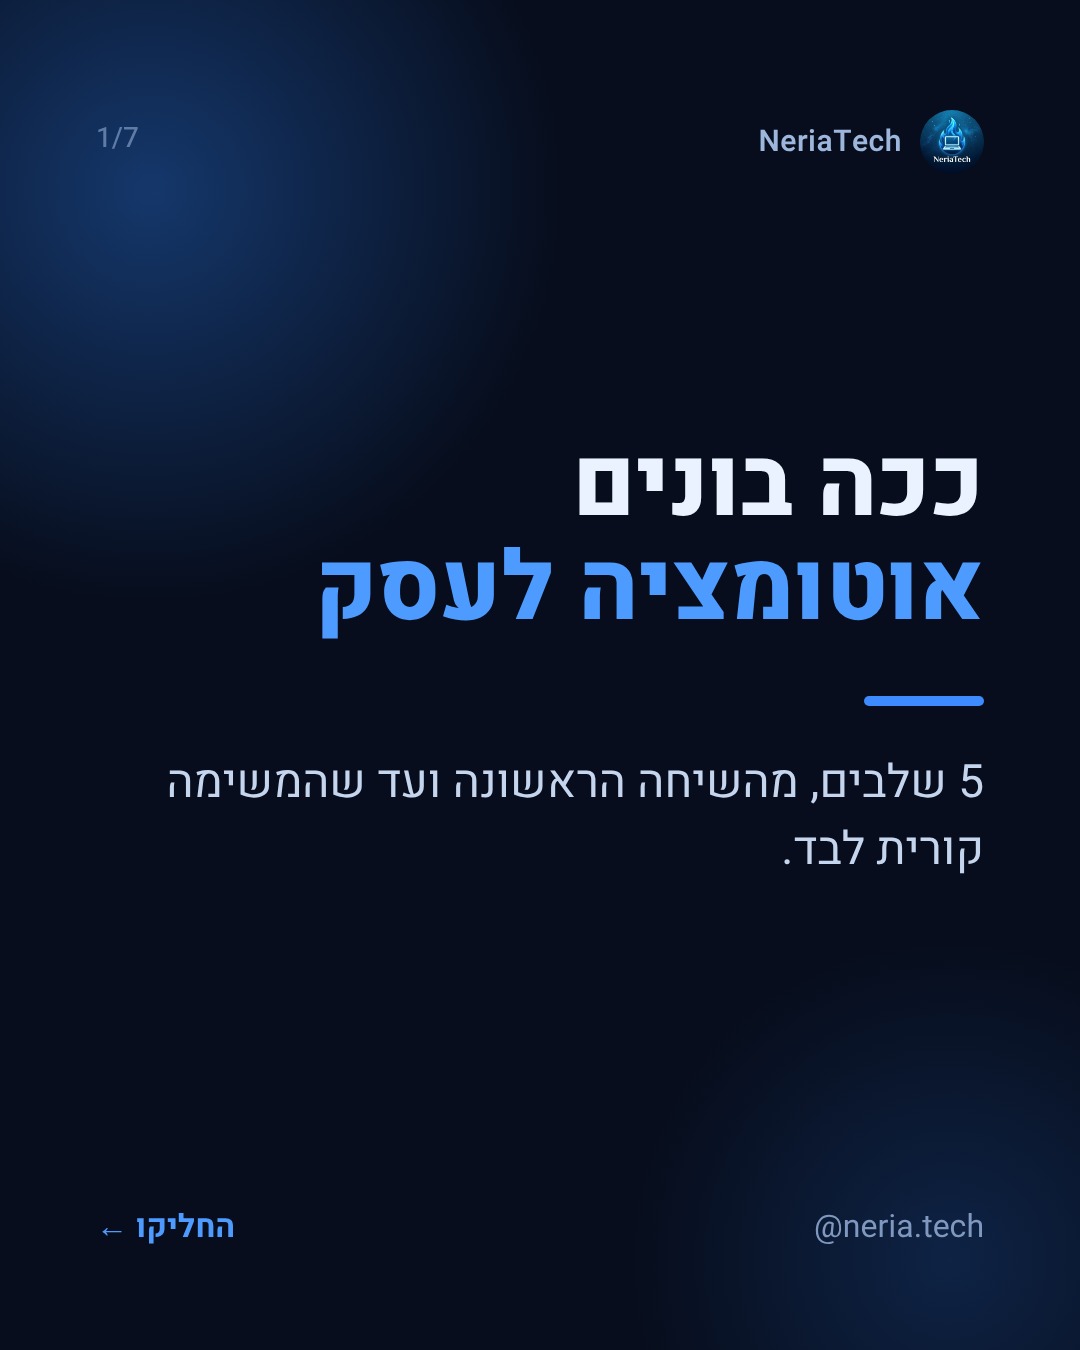 NeriaTech
NeriaTech
1/7
ככה בונים
אוטומציה לעסק
5 שלבים, מהשיחה הראשונה ועד שהמשימה
קורית לבד.
@neria.tech
החליקו ←